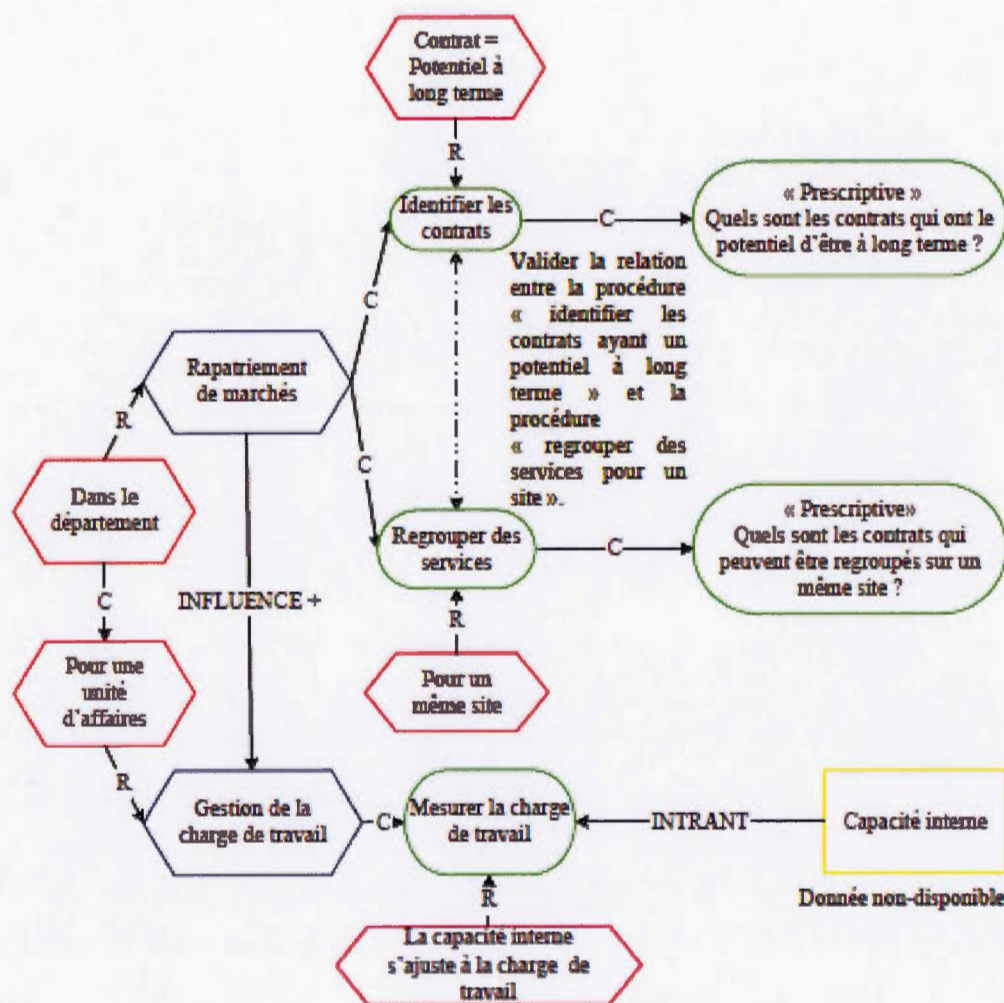 Contrat =
Potentiel à
long terme
R
Identifier les
contrats
C
« Prescriptive »
Quels sont les contrats qui ont le
potentiel d'être à long terme ?
Valider la relation
entre la procédure
« identifier les
contrats ayant un
potentiel à long
terme » et la
procédure
« regrouper des
services pour un
site ».
C
Rapatriement
de marchés
R
C
Dans le
département
Regrouper des
services
C
« Prescriptive»
Quels sont les contrats qui
peuvent être regroupés sur un
même site ?
C
INFLUENCE +
R
Pour une
unité
d'affaires
Pour un
même site
R
Gestion de la
charge de travail
C
Mesurer la charge
de travail
INTRANT
Capacité interne
Donnée non-disponible
R
La capacité interne
s'ajuste à la charge de
travail